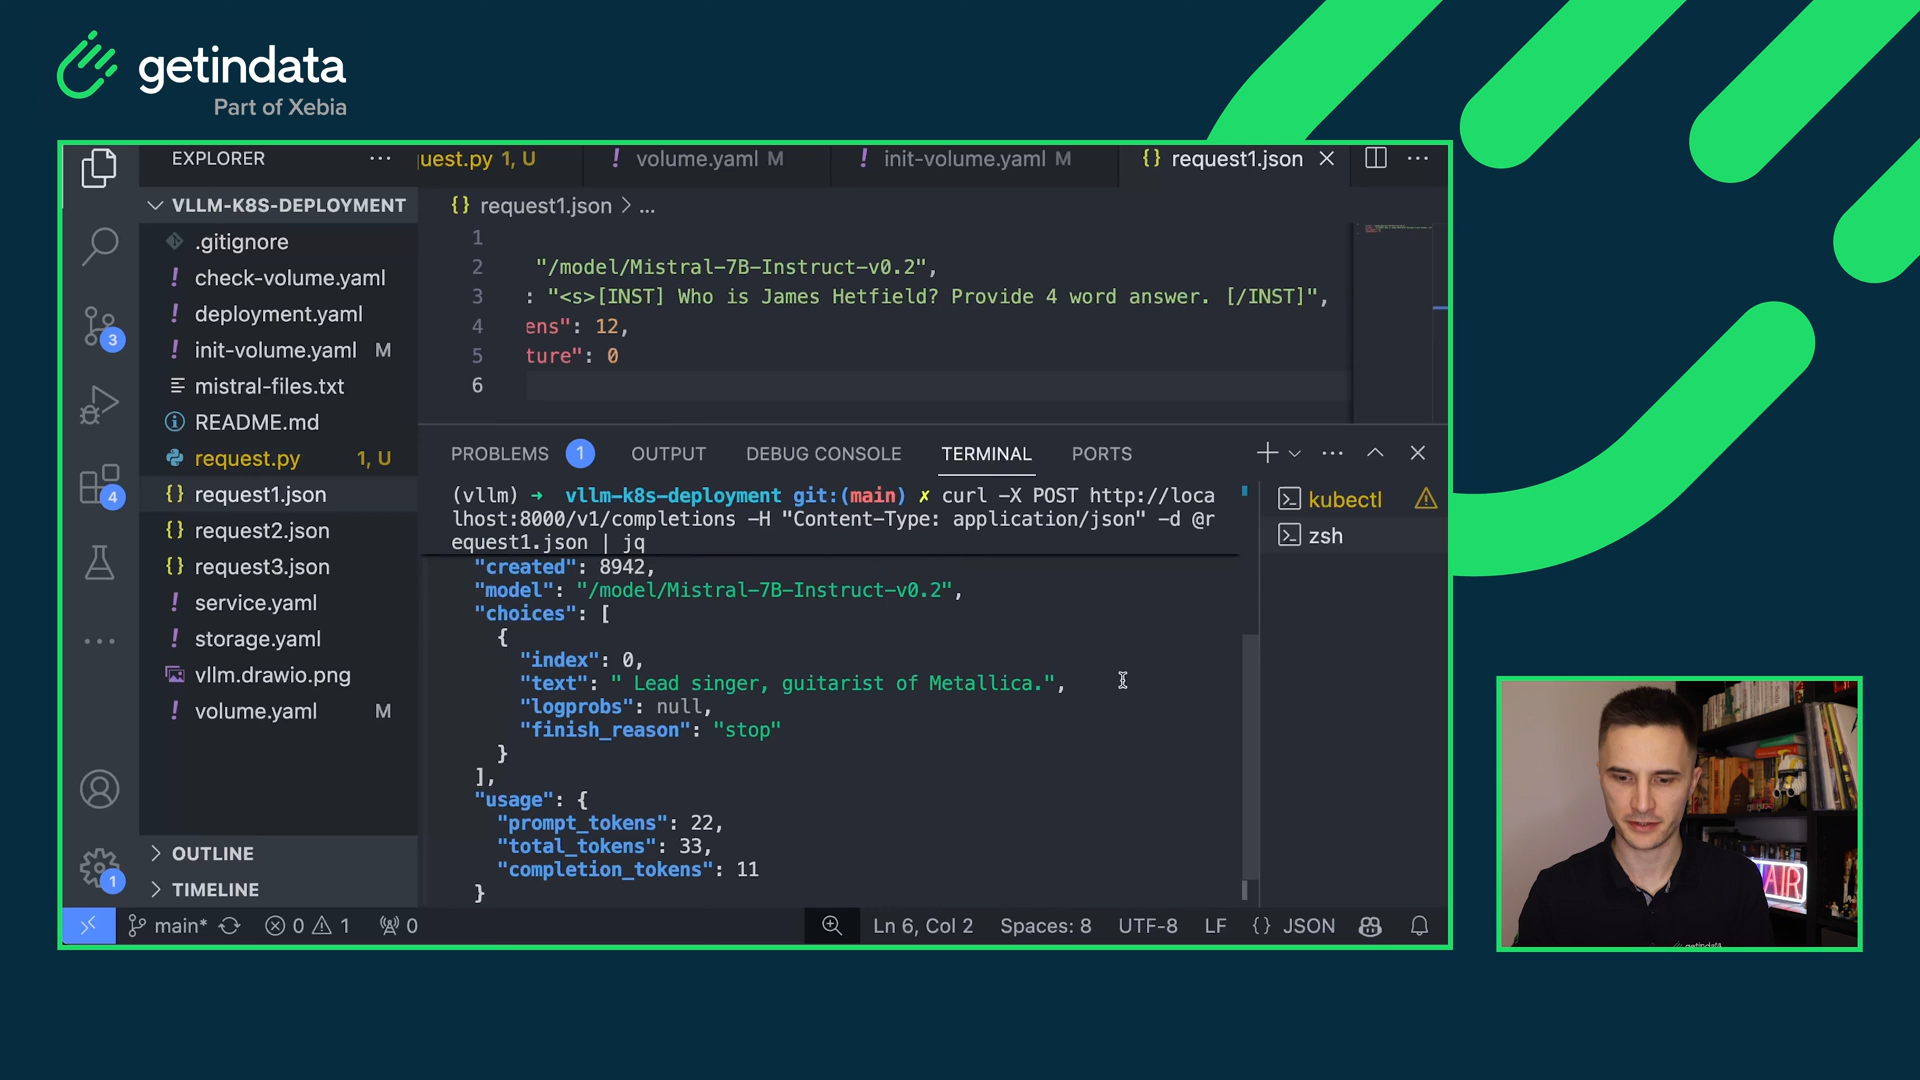 getindata
Part of Xebia
EXPLORER ···
VLLM-K8S-DEPLOYMENT
.gitignore
! check-volume.yaml
! deployment.yaml
! init-volume.yaml M
mistral-files.txt
README.md
request.py 1, U
{} request1.json
{} request2.json
{} request3.json
! service.yaml
! storage.yaml
vllm.drawio.png
! volume.yaml M
OUTLINE
TIMELINE
3
4
1
quest.py 1, U ! volume.yaml M ! init-volume.yaml M {} request1.json ···
{} request1.json > ...
1
2 "/model/Mistral-7B-Instruct-v0.2",
3 : "<s>[INST] Who is James Hetfield? Provide 4 word answer. [/INST]",
4 ens": 12,
5 ture": 0
6
PROBLEMS 1 OUTPUT DEBUG CONSOLE TERMINAL PORTS
(vllm) → vllm-k8s-deployment git:(main) ✗ curl -X POST http://loca
lhost:8000/v1/completions -H "Content-Type: application/json" -d @r
equest1.json | jq
"created": 8942,
"model": "/model/Mistral-7B-Instruct-v0.2",
"choices": [
{
"index": 0,
"text": " Lead singer, guitarist of Metallica.",
"logprobs": null,
"finish_reason": "stop"
}
],
"usage": {
"prompt_tokens": 22,
"total_tokens": 33,
"completion_tokens": 11
}
kubectl
zsh
main* 0 1 0 Ln 6, Col 2 Spaces: 8 UTF-8 LF {} JSON
AIR
getindata